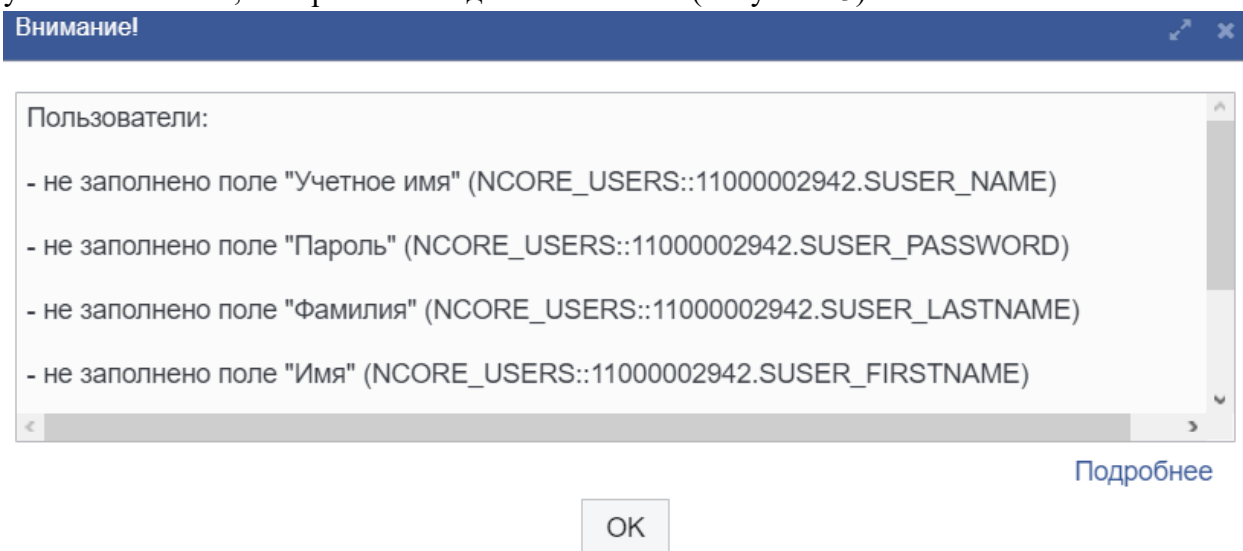 Внимание!
Пользователи:
- не заполнено поле "Учетное имя" (NCORE_USERS::11000002942.SUSER_NAME)
- не заполнено поле "Пароль" (NCORE_USERS::11000002942.SUSER_PASSWORD)
- не заполнено поле "Фамилия" (NCORE_USERS::11000002942.SUSER_LASTNAME)
- не заполнено поле "Имя" (NCORE_USERS::11000002942.SUSER_FIRSTNAME)
Подробнее
OK